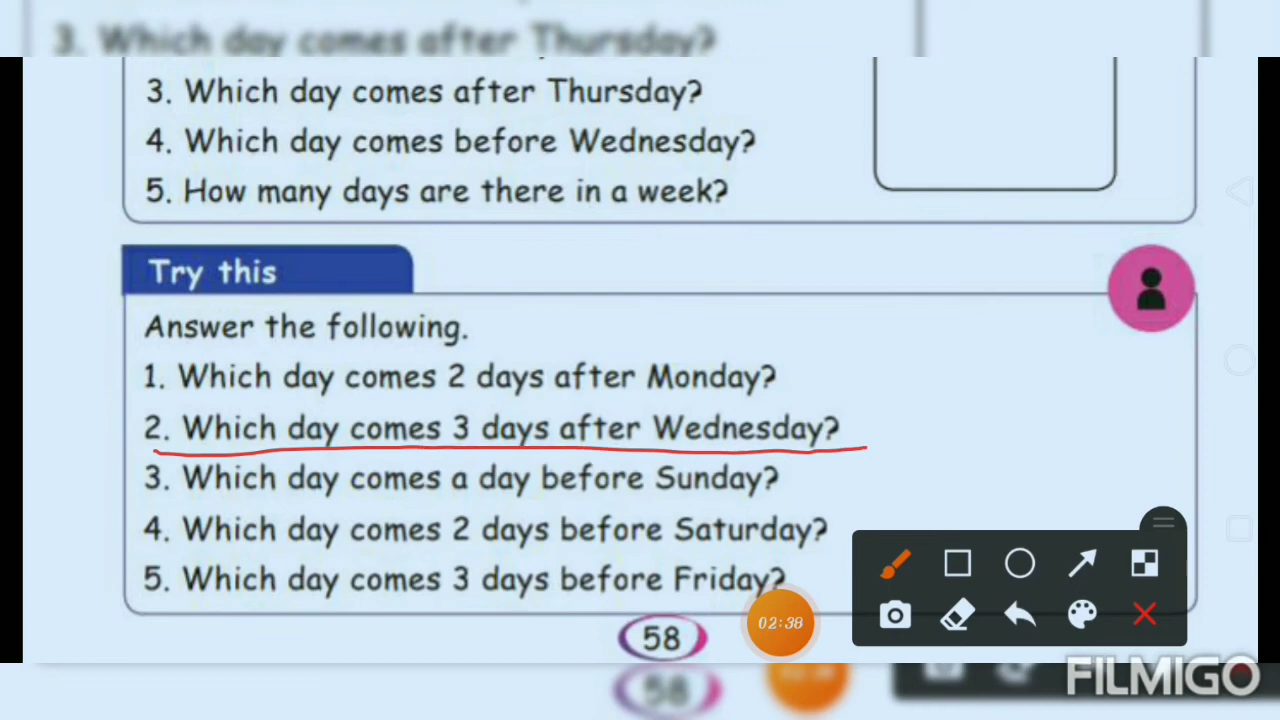 3. Which day comes after Thursday?
3. Which day comes after Thursday?
4. Which day comes before Wednesday?
5. How many days are there in a week?
Try this
Answer the following.
1. Which day comes 2 days after Monday?
2. Which day comes 3 days after Wednesday?
3. Which day comes a day before Sunday?
4. Which day comes 2 days before Saturday?
5. Which day comes 3 days before Friday?
02:38
58
58
FILMIGO